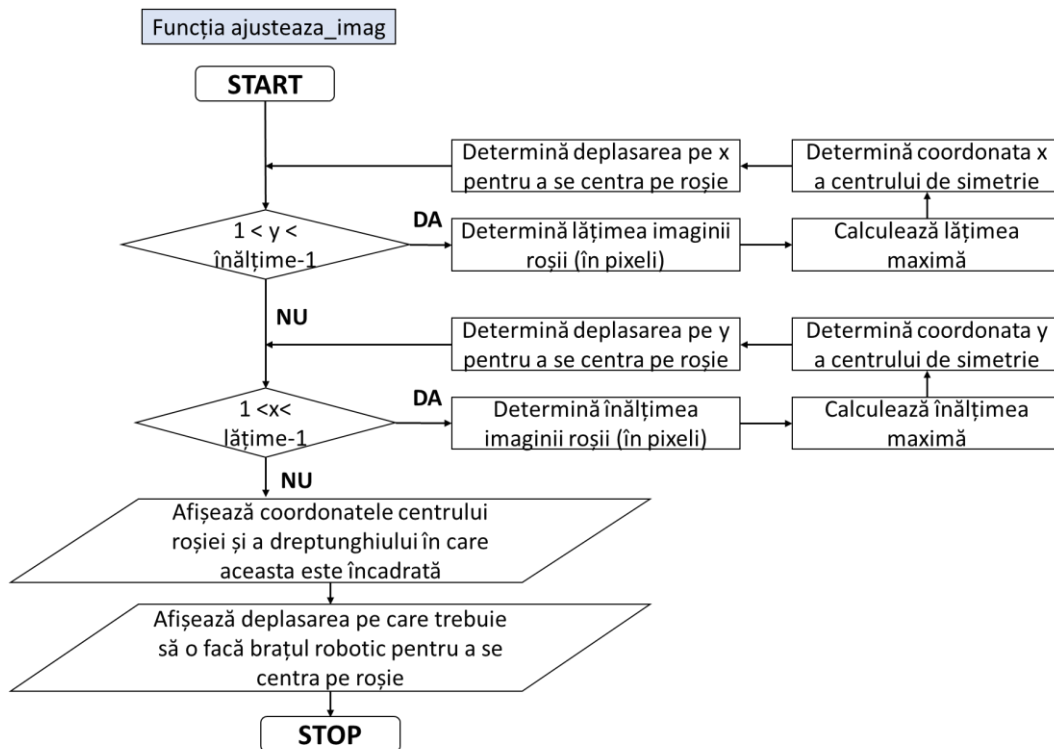 Funcția ajusteaza_imag
START
Determină deplasarea pe x
pentru a se centra pe roșie
Determină coordonata x
a centrului de simetrie
1 < y <
înălțime-1
DA
Determină lățimea imaginii
roșii (în pixeli)
Calculează lățimea
maximă
NU
Determină deplasarea pe y
pentru a se centra pe roșie
Determină coordonata y
a centrului de simetrie
1 <x<
lățime-1
DA
Determină înălțimea
imaginii roșii (în pixeli)
Calculează înălțimea
maximă
NU
Afișează coordonatele centrului
roșiei și a dreptunghiului în care
aceasta este încadrată
Afișează deplasarea pe care trebuie
să o facă brațul robotic pentru a se
centra pe roșie
STOP